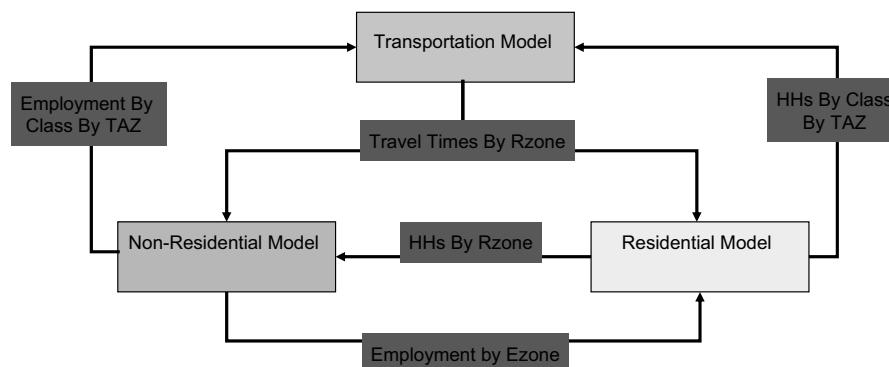 Transportation Model
Employment By
Class By TAZ
HHs By Class
By TAZ
Travel Times By Rzone
Non-Residential Model
HHs By Rzone
Residential Model
Employment by Ezone